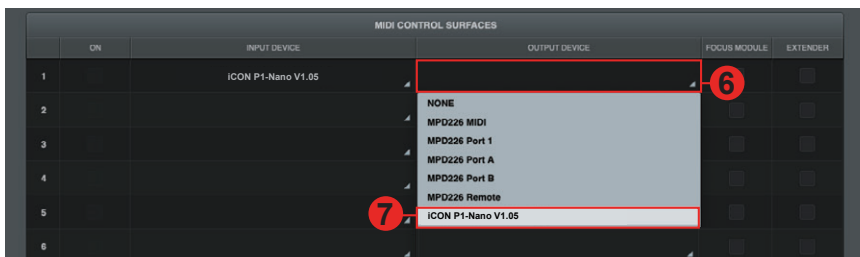 MIDI CONTROL SURFACES
ON INPUT DEVICE OUTPUT DEVICE FOCUS MODULE EXTENDER
1 iCON P1-Nano V1.05 6
2 NONE
MPD226 MIDI
3 MPD226 Port 1
MPD226 Port A
4 MPD226 Port B
MPD226 Remote
5 7 iCON P1-Nano V1.05
6